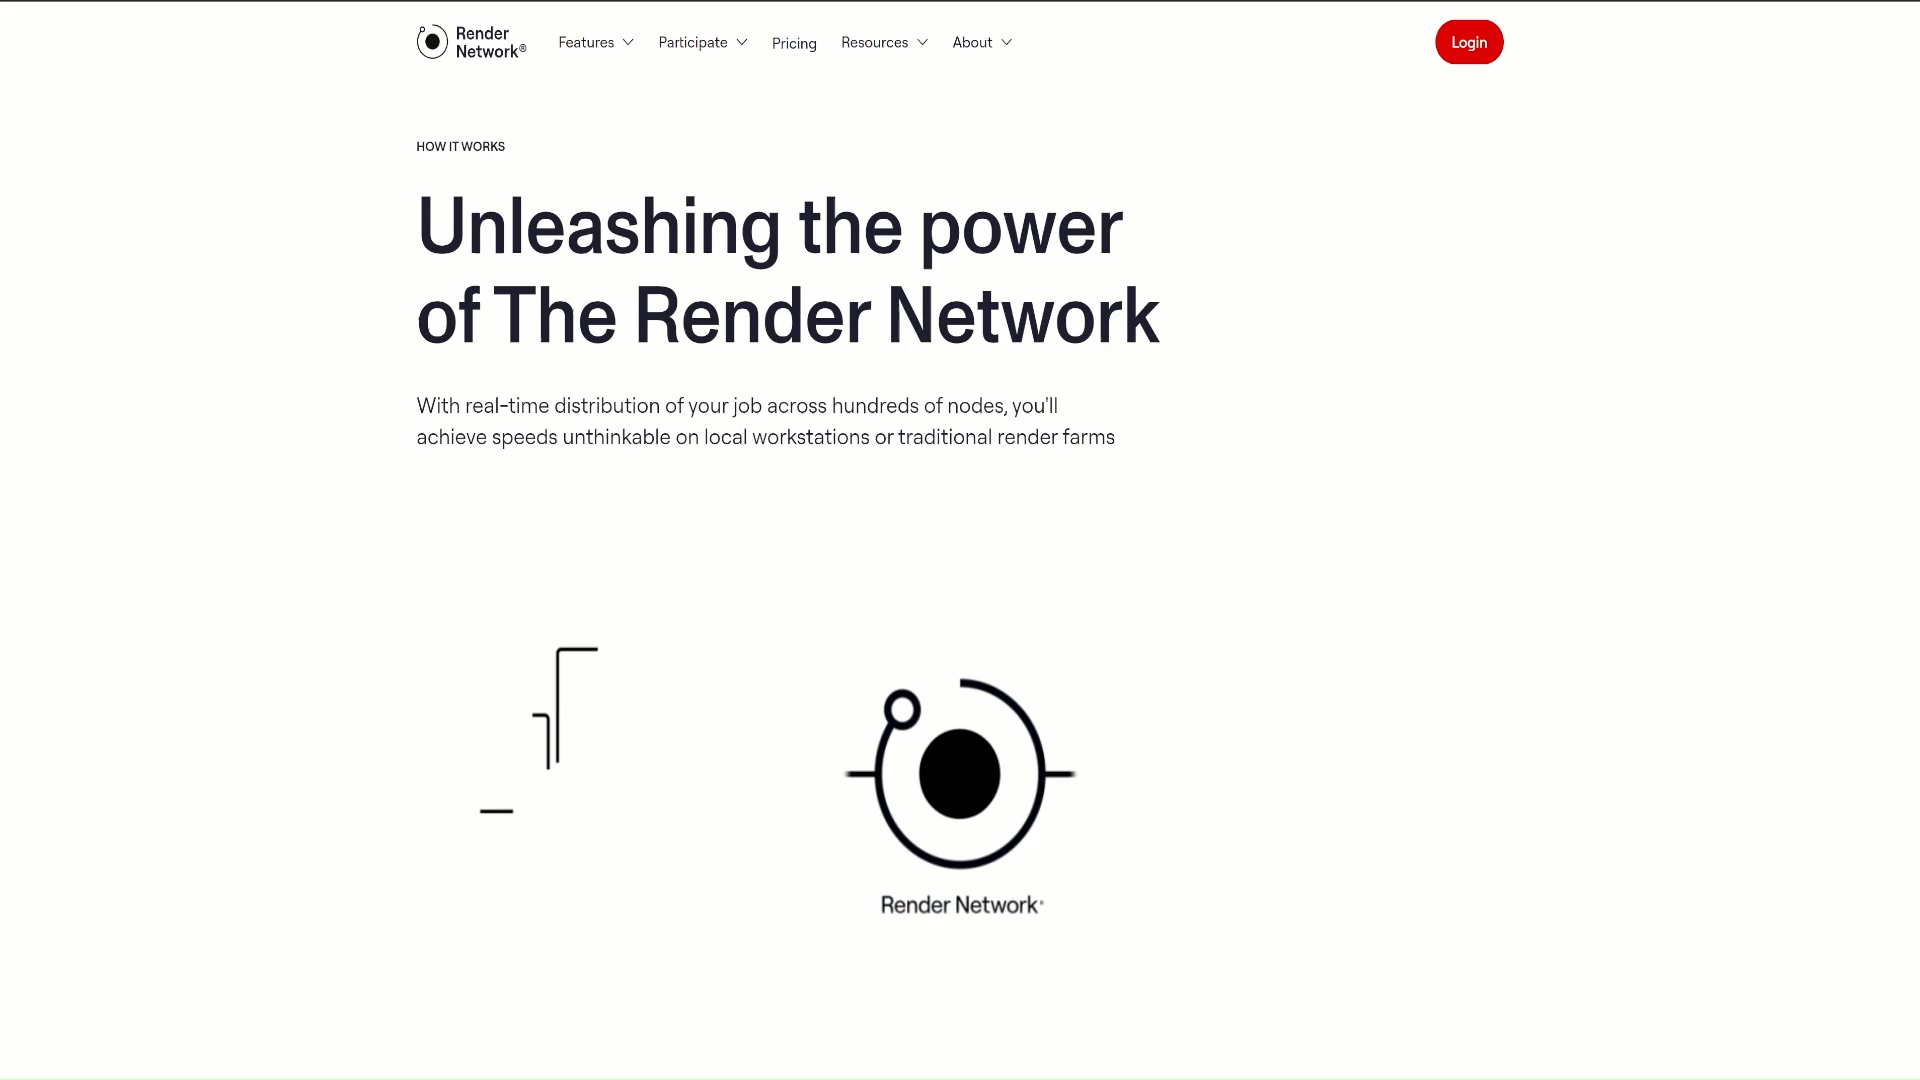 Render
Network®
Features
Participate
Pricing
Resources
About
Login
HOW IT WORKS
Unleashing the power
of The Render Network
With real-time distribution of your job across hundreds of nodes, you'll
achieve speeds unthinkable on local workstations or traditional render farms
Render Network®